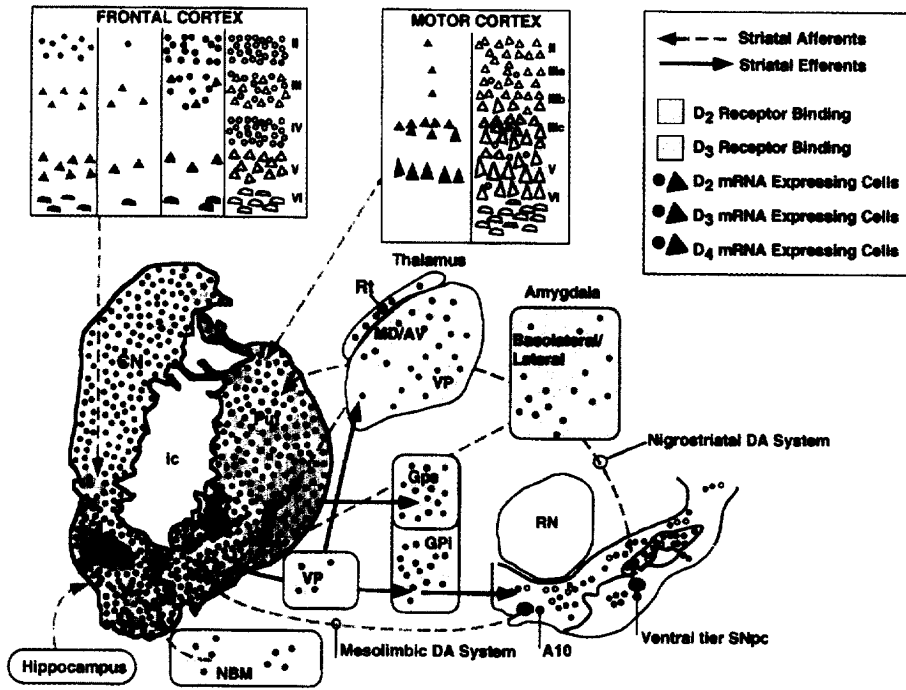 FRONTAL CORTEX
II
III
IV
V
VI
MOTOR CORTEX
II
IIIa
IIIb
IIIc
V
VI
Striatal Afferents
Striatal Efferents
D2 Receptor Binding
D3 Receptor Binding
D2 mRNA Expressing Cells
D3 mRNA Expressing Cells
D4 mRNA Expressing Cells
Thalamus
Rt
MD/AV
VP
Amygdala
Basolateral/
Lateral
CN
Put
ic
Nigrostriatal DA System
GPe
GPi
RN
VP
Hippocampus
NBM
Mesolimbic DA System
A10
Ventral tier SNpc